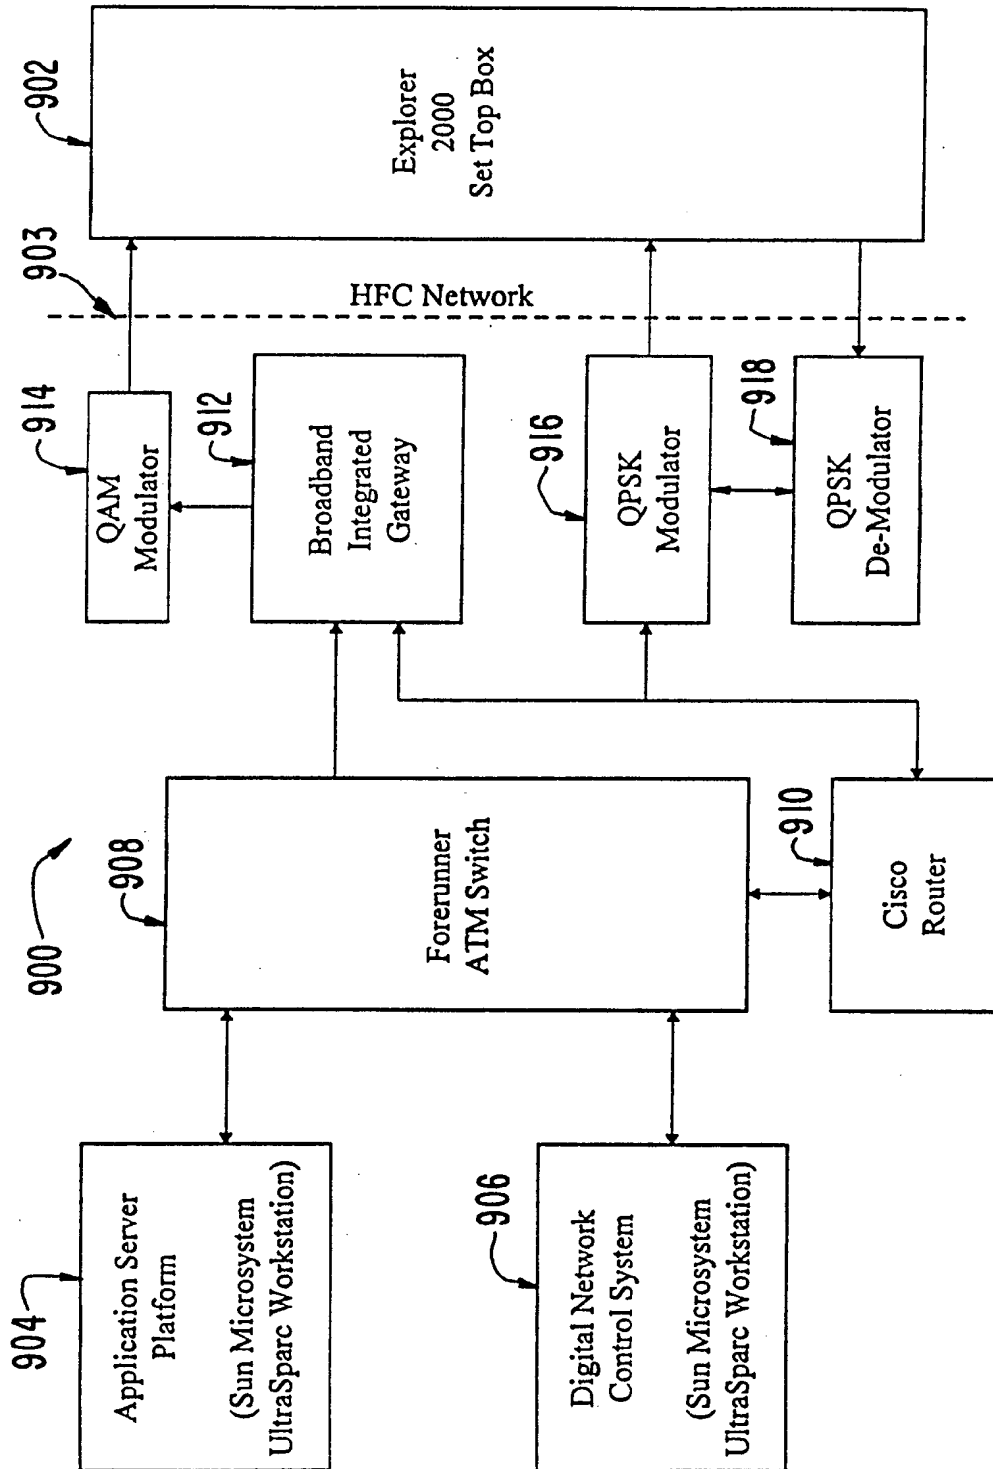 900
904
Application Server
Platform
(Sun Microsystem
UltraSparc Workstation)
906
Digital Network
Control System
(Sun Microsystem
UltraSparc Workstation)
908
Forerunner
ATM Switch
910
Cisco
Router
914
QAM
Modulator
912
Broadband
Integrated
Gateway
916
QPSK
Modulator
918
QPSK
De-Modulator
903
HFC Network
902
Explorer
2000
Set Top Box